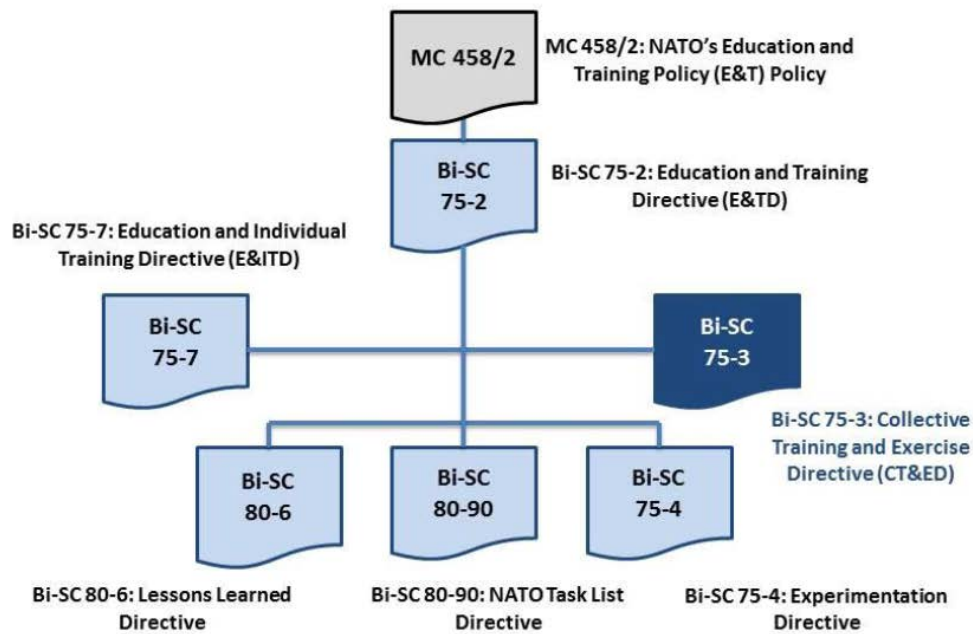 MC 458/2
MC 458/2: NATO's Education and
Training Policy (E&T) Policy
Bi-SC
75-2
Bi-SC 75-2: Education and Training
Directive (E&TD)
Bi-SC 75-7: Education and Individual
Training Directive (E&ITD)
Bi-SC
75-7
Bi-SC
75-3
Bi-SC 75-3: Collective
Training and Exercise
Directive (CT&ED)
Bi-SC
80-6
Bi-SC
80-90
Bi-SC
75-4
Bi-SC 80-6: Lessons Learned
Directive
Bi-SC 80-90: NATO Task List
Directive
Bi-SC 75-4: Experimentation
Directive